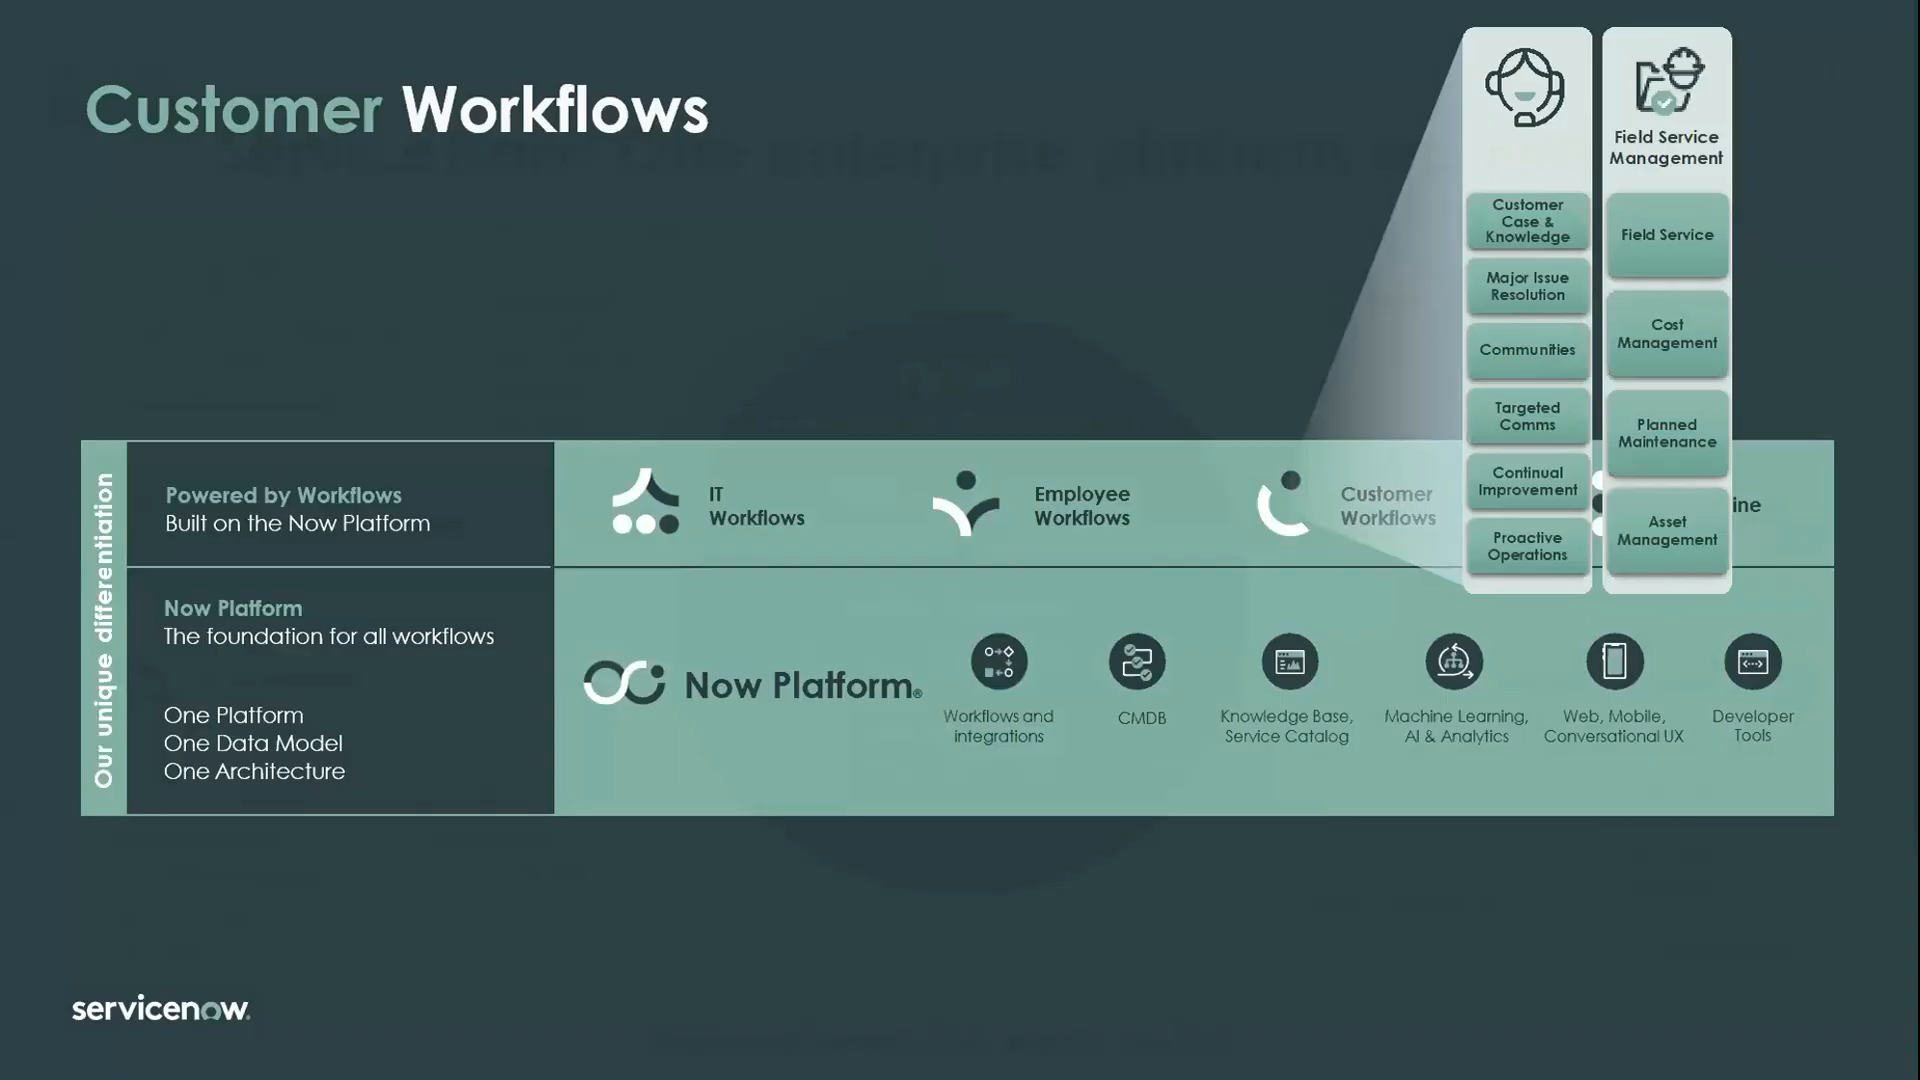 Customer Workflows
Field Service
Management
Customer
Case &
Knowledge
Major Issue
Resolution
Communities
Targeted
Comms
Continual
Improvement
Proactive
Operations
Field Service
Cost
Management
Planned
Maintenance
Asset
Management
Our unique differentiation
Powered by Workflows
Built on the Now Platform
IT
Workflows
Employee
Workflows
Customer
Workflows
ine
Now Platform
The foundation for all workflows
One Platform
One Data Model
One Architecture
Now Platform®
Workflows and
integrations
CMDB
Knowledge Base,
Service Catalog
Machine Learning,
AI & Analytics
Web, Mobile,
Conversational UX
Developer
Tools
servicenow.